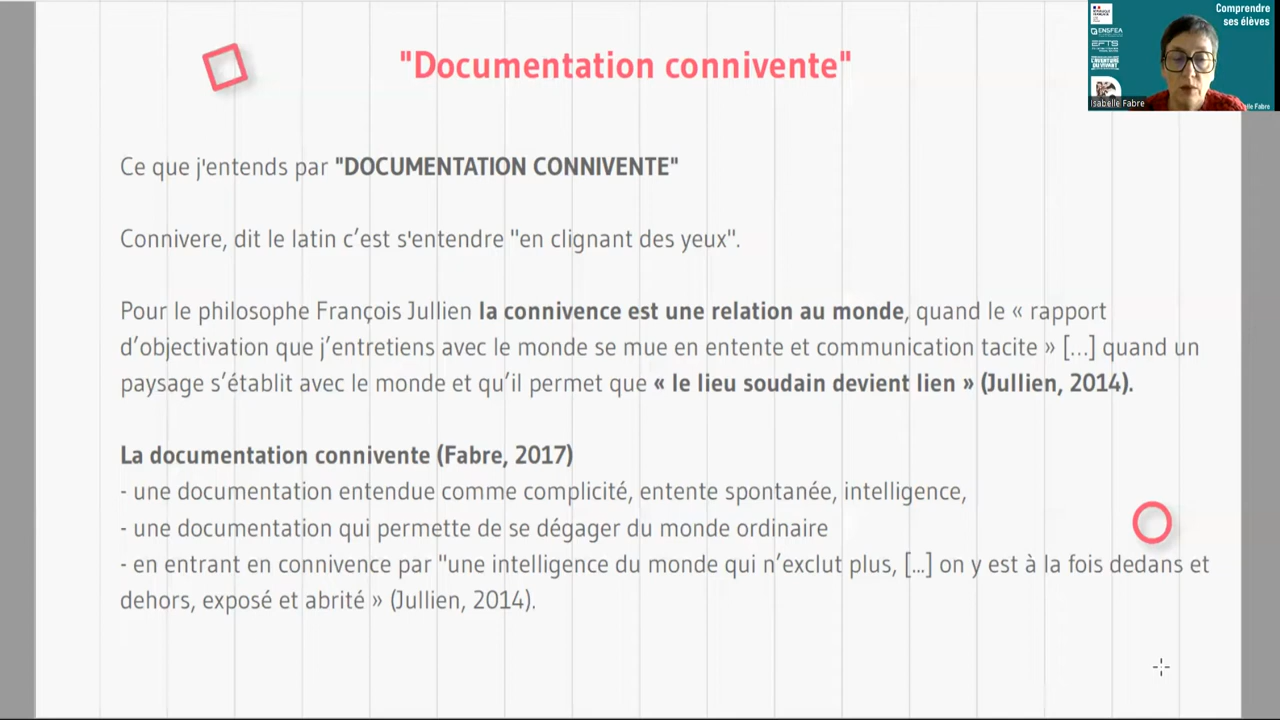 "Documentation connivente"
Comprendre
ses élèves
ENSFEA
EFTS
Isabelle Fabre
Ce que j'entends par "DOCUMENTATION CONNIVENTE"
Connivere, dit le latin c’est s'entendre "en clignant des yeux".
Pour le philosophe François Jullien la connivence est une relation au monde, quand le « rapport
d’objectivation que j’entretiens avec le monde se mue en entente et communication tacite » [...] quand un
paysage s’établit avec le monde et qu’il permet que « le lieu soudain devient lien » (Jullien, 2014).
La documentation connivente (Fabre, 2017)
- une documentation entendue comme complicité, entente spontanée, intelligence,
- une documentation qui permette de se dégager du monde ordinaire
- en entrant en connivence par "une intelligence du monde qui n’exclut plus, [...] on y est à la fois dedans et
dehors, exposé et abrité » (Jullien, 2014).